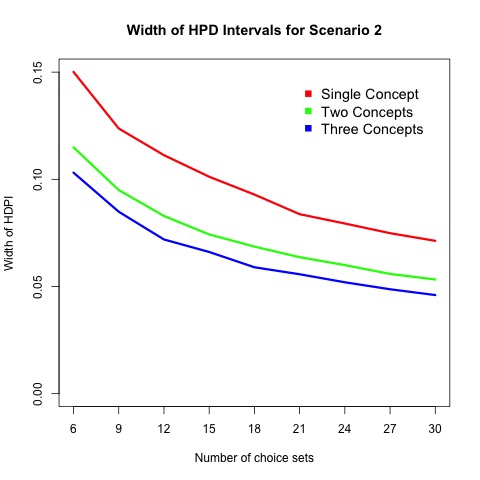 Width of HPD Intervals for Scenario 2
Width of HDPI
0.15
0.10
0.05
0.00
Single Concept
Two Concepts
Three Concepts
6 9 12 15 18 21 24 27 30
Number of choice sets